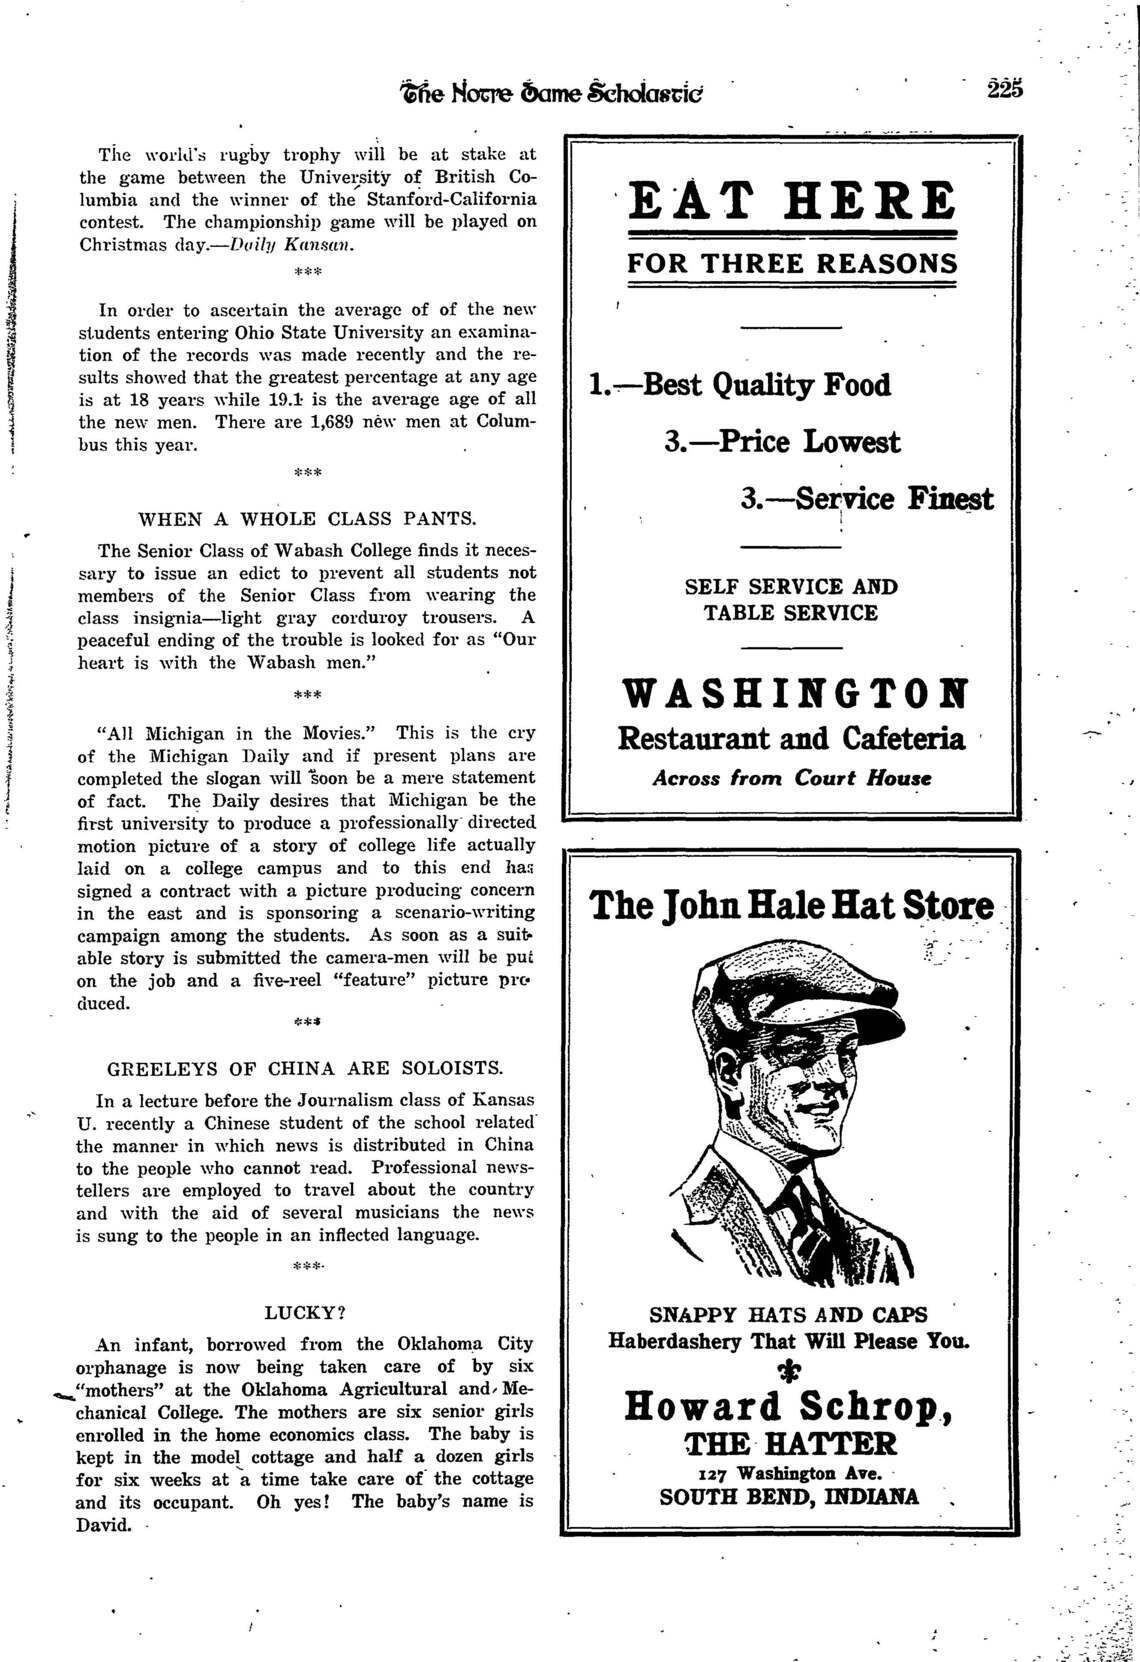 The Notre Dame Scholastic 225
The world's rugby trophy will be at stake at
the game between the University of British Co-
lumbia and the winner of the Stanford-California
contest. The championship game will be played on
Christmas day.—Daily Kansan.
***
In order to ascertain the average of of the new
students entering Ohio State University an examina-
tion of the records was made recently and the re-
sults showed that the greatest percentage at any age
is at 18 years while 19.1 is the average age of all
the new men. There are 1,689 new men at Colum-
bus this year.
***
WHEN A WHOLE CLASS PANTS.
The Senior Class of Wabash College finds it neces-
sary to issue an edict to prevent all students not
members of the Senior Class from wearing the
class insignia—light gray corduroy trousers. A
peaceful ending of the trouble is looked for as "Our
heart is with the Wabash men."
***
"All Michigan in the Movies." This is the cry
of the Michigan Daily and if present plans are
completed the slogan will soon be a mere statement
of fact. The Daily desires that Michigan be the
first university to produce a professionally directed
motion picture of a story of college life actually
laid on a college campus and to this end has
signed a contract with a picture producing concern
in the east and is sponsoring a scenario-writing
campaign among the students. As soon as a suit-
able story is submitted the camera-men will be put
on the job and a five-reel "feature" picture pro-
duced.
***
GREELEYS OF CHINA ARE SOLOISTS.
In a lecture before the Journalism class of Kansas
U. recently a Chinese student of the school related
the manner in which news is distributed in China
to the people who cannot read. Professional news-
tellers are employed to travel about the country
and with the aid of several musicians the news
is sung to the people in an inflected language.
***
LUCKY?
An infant, borrowed from the Oklahoma City
orphanage is now being taken care of by six
"mothers" at the Oklahoma Agricultural and Me-
chanical College. The mothers are six senior girls
enrolled in the home economics class. The baby is
kept in the model cottage and half a dozen girls
for six weeks at a time take care of the cottage
and its occupant. Oh yes! The baby's name is
David.
EAT HERE
FOR THREE REASONS
1.—Best Quality Food
3.—Price Lowest
3.—Service Finest
SELF SERVICE AND
TABLE SERVICE
WASHINGTON
Restaurant and Cafeteria
Across from Court House
The John Hale Hat Store
SNAPPY HATS AND CAPS
Haberdashery That Will Please You.
Howard Schrop,
THE HATTER
127 Washington Ave.
SOUTH BEND, INDIANA